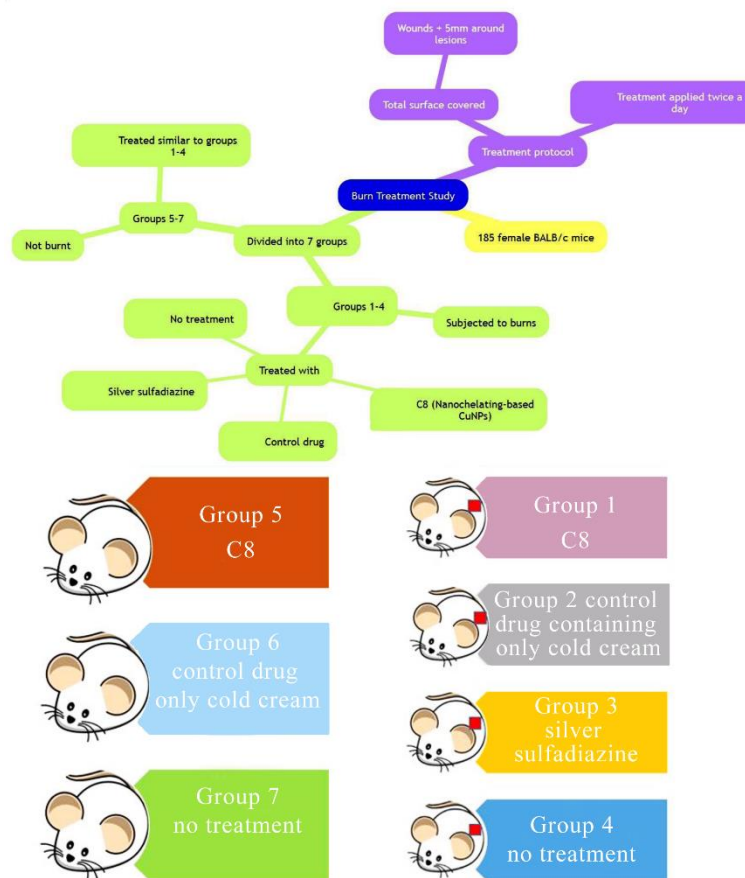 Wounds + 5mm around
lesions
Total surface covered
Treatment applied twice a
day
Treatment protocol
Treated similar to groups
1-4
Burn Treatment Study
Groups 5-7
185 female BALB/c mice
Not burnt
Divided into 7 groups
Groups 1-4
No treatment
Subjected to burns
Treated with
Silver sulfadiazine
C8 (Nanochelating-based
CuNPs)
Control drug
Group 5
C8
Group 1
C8
Group 6
control drug
only cold cream
Group 2 control
drug containing
only cold cream
Group 3
silver
sulfadiazine
Group 7
no treatment
Group 4
no treatment